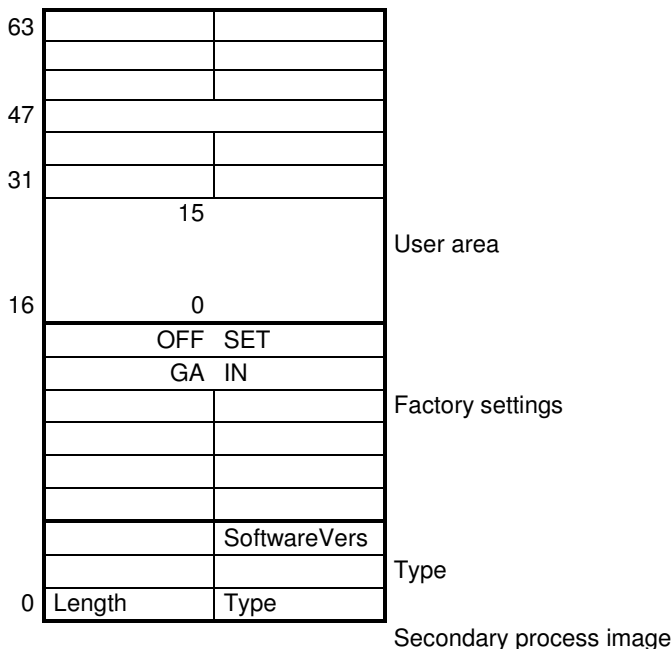 63
47
31
15
User area
16 0
OFF SET
GA IN
Factory settings
SoftwareVers
Type
0 Length Type
Secondary process image